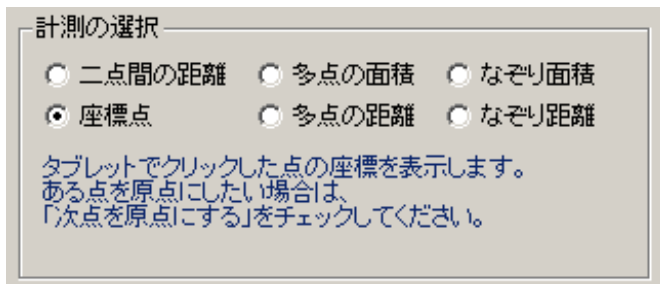 計測の選択
二点間の距離 多点の面積 なぞり面積
座標点 多点の距離 なぞり距離
タブレットでクリックした点の座標を表示します。
ある点を原点にしたい場合は、
「次点を原点にする」をチェックしてください。